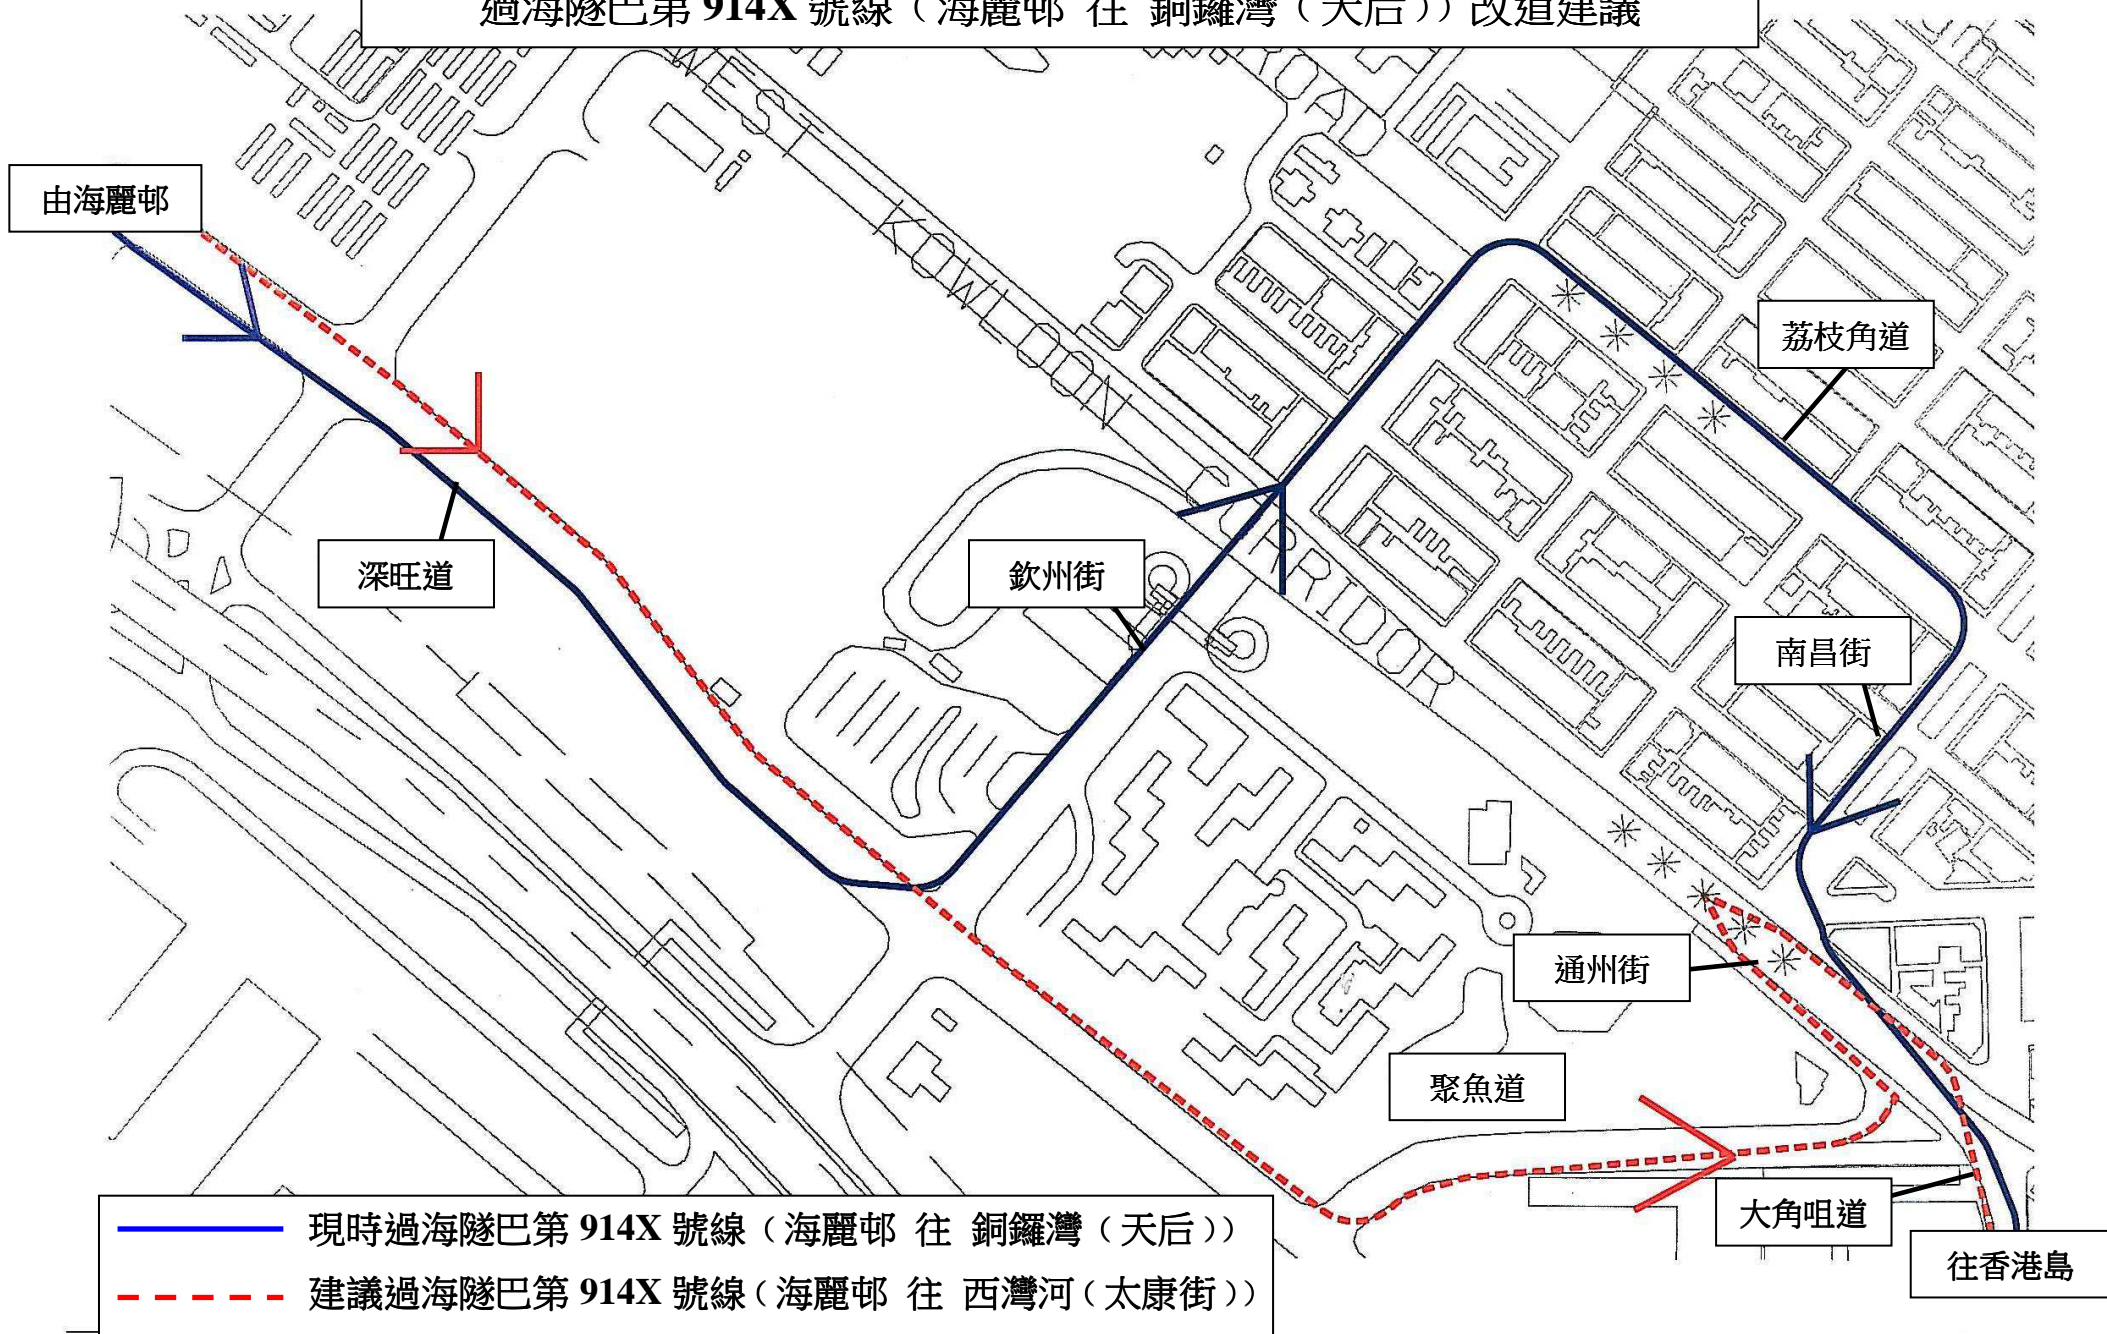 過海隧巴第 914X 號線（海麗邨 往 銅鑼灣（天后））改道建議
WEST KOWLOON CORRIDOR
ROAD
由海麗邨
荔枝角道
深旺道
欽州街
南昌街
通州街
聚魚道
大角咀道
往香港島
現時過海隧巴第 914X 號線（海麗邨 往 銅鑼灣（天后））
建議過海隧巴第 914X 號線（海麗邨 往 西灣河（太康街））